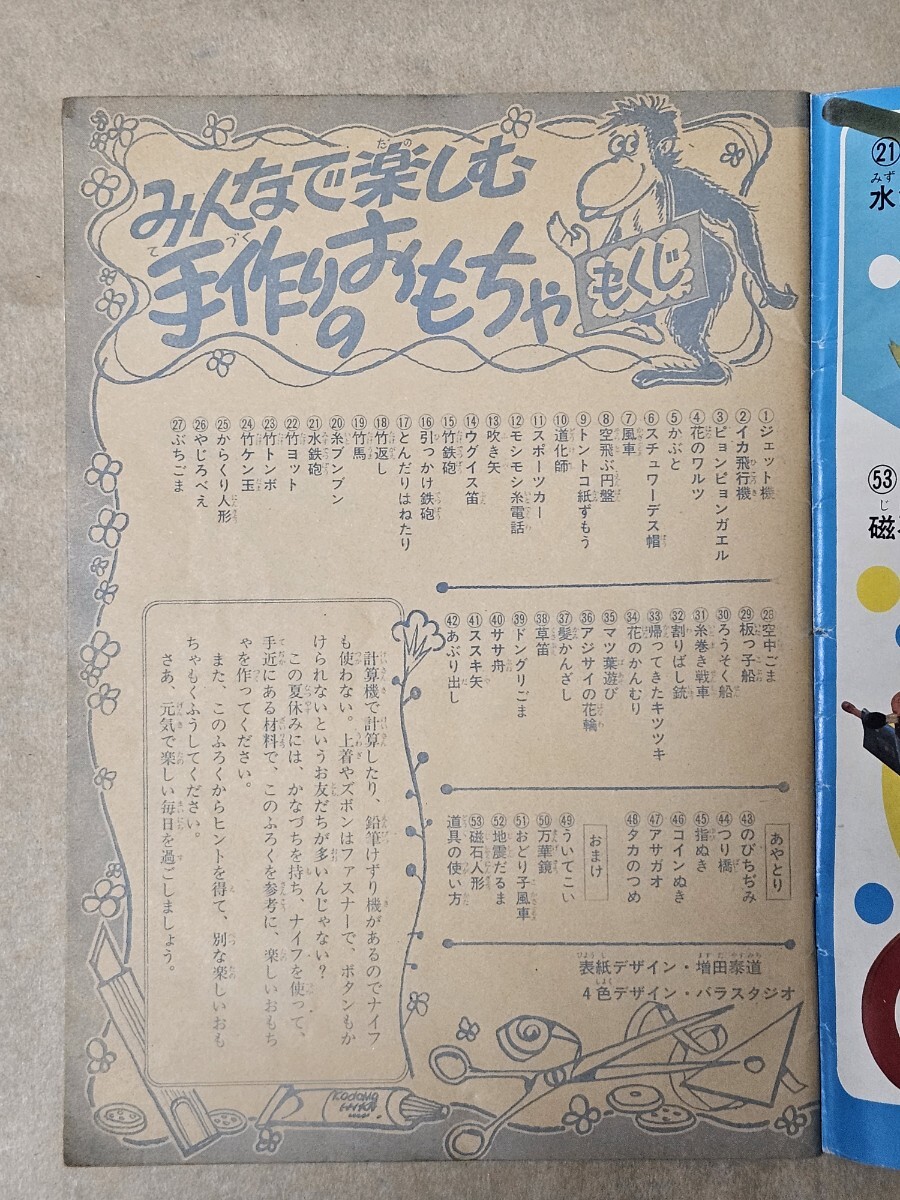 みんなで楽しむ
手作りのおもちゃ
もくじ
①ジェット機
②イカ飛行機
③ピョンピョンガエル
④花のワルツ
⑤かぶと
⑥スチュワーデス帽
⑦風車
⑧空飛ぶ円盤
⑨トントコ紙ずもう
⑩道化師
⑪スポーツカー
⑫モシモシ糸電話
⑬吹き矢
⑭ウグイス笛
⑮竹鉄砲
⑯引っかけ鉄砲
⑰とんだりはねたり
⑱竹返し
⑲竹馬
⑳糸ブンブン
㉑水鉄砲
㉒竹ヨット
㉓竹トンボ
㉔竹ケン玉
㉕からくり人形
㉖やじろべえ
㉗ぶちごま
㉘空中ごま
㉙板っ子船
㉚ろうそく船
㉛糸巻き戦車
㉜割りばし銃
㉝帰ってきたキツツキ
㉞花のかんむり
㉟マツ葉遊び
㊱アジサイの花輪
㊲髪かんざし
㊳草笛
㊴ドングリごま
㊵ササ舟
㊶ススキ矢
㊷あぶり出し
あやとり
㊸のびちぢみ
㊹つり橋
㊺指ぬき
㊻コインぬき
㊼アサガオ
㊽タカのつめ
おまけ
㊾ういてこい
㊿万華鏡
51おどり子風車
52地震だるま
53磁石人形
道具の使い方
表紙デザイン・増田泰道
4色デザイン・バラスタジオ
計算機で計算したり、鉛筆けずり機があるのでナイフ
も使わない。上着やズボンはファスナーで、ボタンもか
けられないというお友だちが多いんじゃない？
この夏休みには、かなづちを持ち、ナイフを使って、
手近にある材料で、このふろくを参考に、楽しいおもち
ゃを作ってください。
また、このふろくからヒントを得て、別な楽しいおも
ちゃもくふうしてください。
さあ、元気で楽しい毎日を過ごしましょう。
㉑
みず
水
53
じ
磁